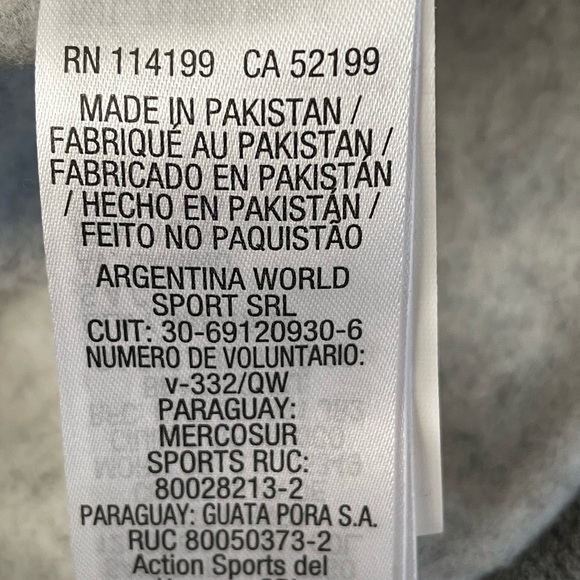 RN 114199 CA 52199
MADE IN PAKISTAN /
FABRIQUÉ AU PAKISTAN /
FABRICADO EN PAKISTÁN
/ HECHO EN PAKISTÁN /
FEITO NO PAQUISTÃO
ARGENTINA WORLD
SPORT SRL
CUIT: 30-69120930-6
NUMERO DE VOLUNTARIO:
v-332/QW
PARAGUAY:
MERCOSUR
SPORTS RUC:
80028213-2
PARAGUAY: GUATA PORA S.A.
RUC 80050373-2
Action Sports del